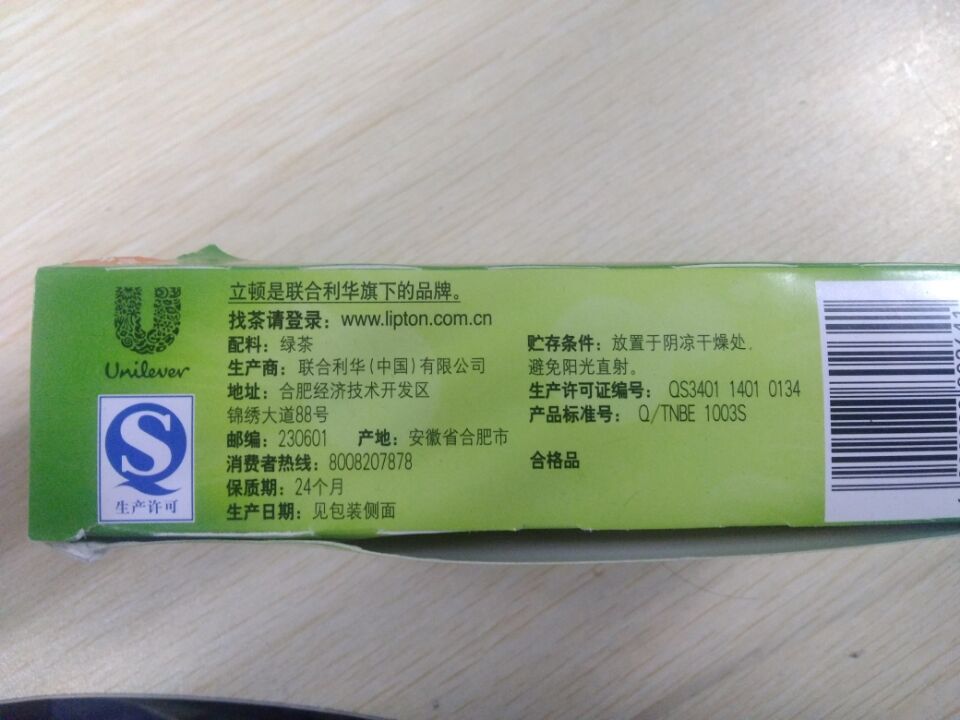 立顿是联合利华旗下的品牌。
找茶请登录：www.lipton.com.cn
配料：绿茶
生产商：联合利华(中国)有限公司
地址：合肥经济技术开发区
锦绣大道88号
邮编：230601 产地：安徽省合肥市
消费者热线：8008207878
保质期：24个月
生产日期：见包装侧面
贮存条件：放置于阴凉干燥处，
避免阳光直射。
生产许可证编号：QS3401 1401 0134
产品标准号：Q/TNBE 1003S
合格品
Unilever
生产许可